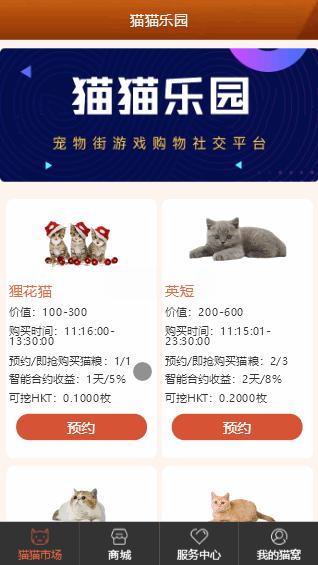 猫猫乐园
猫猫乐园
宠物街游戏购物社交平台
狸花猫
价值：100-300
购买时间：11:16:00-
13:30:00
预约/即抢购买猫粮：1/1
智能合约收益：1天/5%
可挖HKT：0.1000枚
预约
英短
价值：200-600
购买时间：11:15:01-
23:30:00
预约/即抢购买猫粮：2/3
智能合约收益：2天/8%
可挖HKT：0.2000枚
预约
猫猫市场
商城
服务中心
我的猫窝